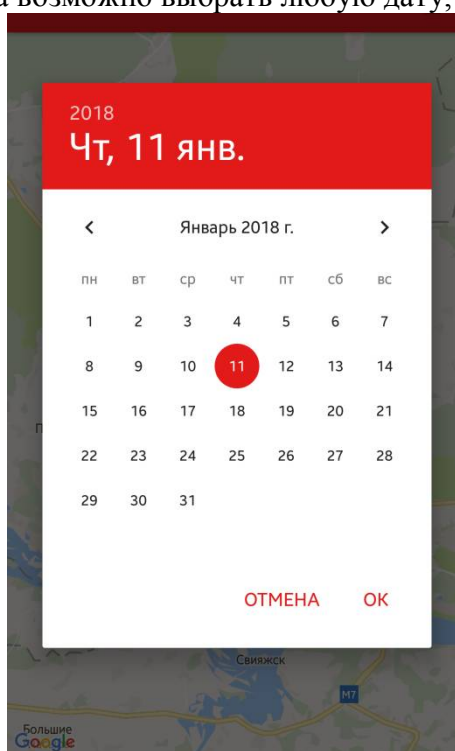 а возможно выбрать любую дату,
2018
Чт, 11 янв.
Январь 2018 г.
пн вт ср чт пт сб вс
1 2 3 4 5 6 7
8 9 10 11 12 13 14
15 16 17 18 19 20 21
22 23 24 25 26 27 28
29 30 31
ОТМЕНА ОК
П
Свияжск
М7
Большие
Google